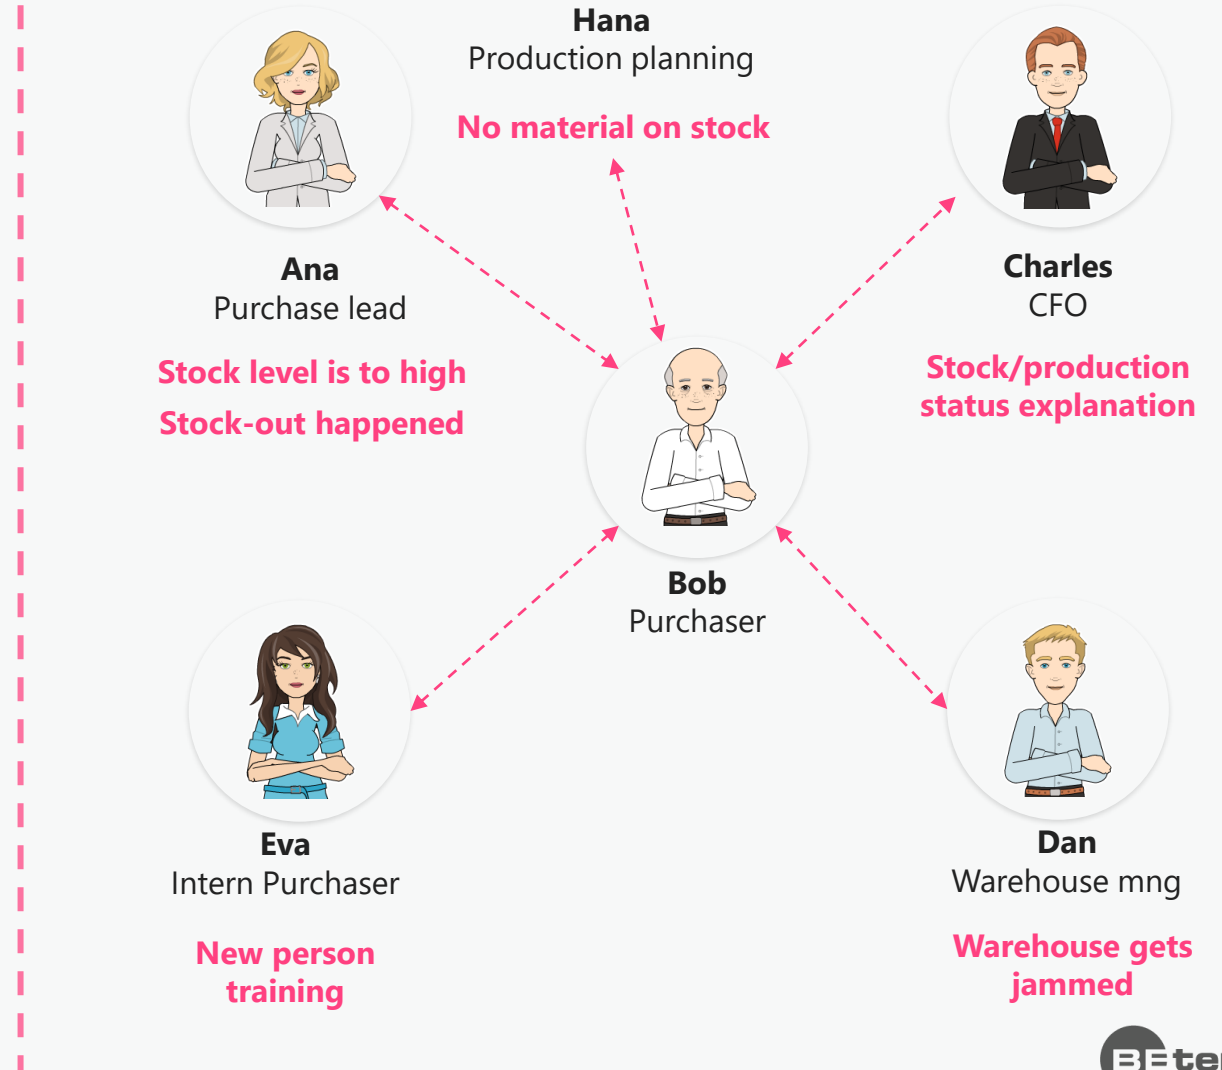 Hana
Production planning
No material on stock
Ana
Purchase lead
Stock level is to high
Stock-out happened
Charles
CFO
Stock/production
status explanation
Bob
Purchaser
Eva
Intern Purchaser
New person
training
Dan
Warehouse mng
Warehouse gets
jammed